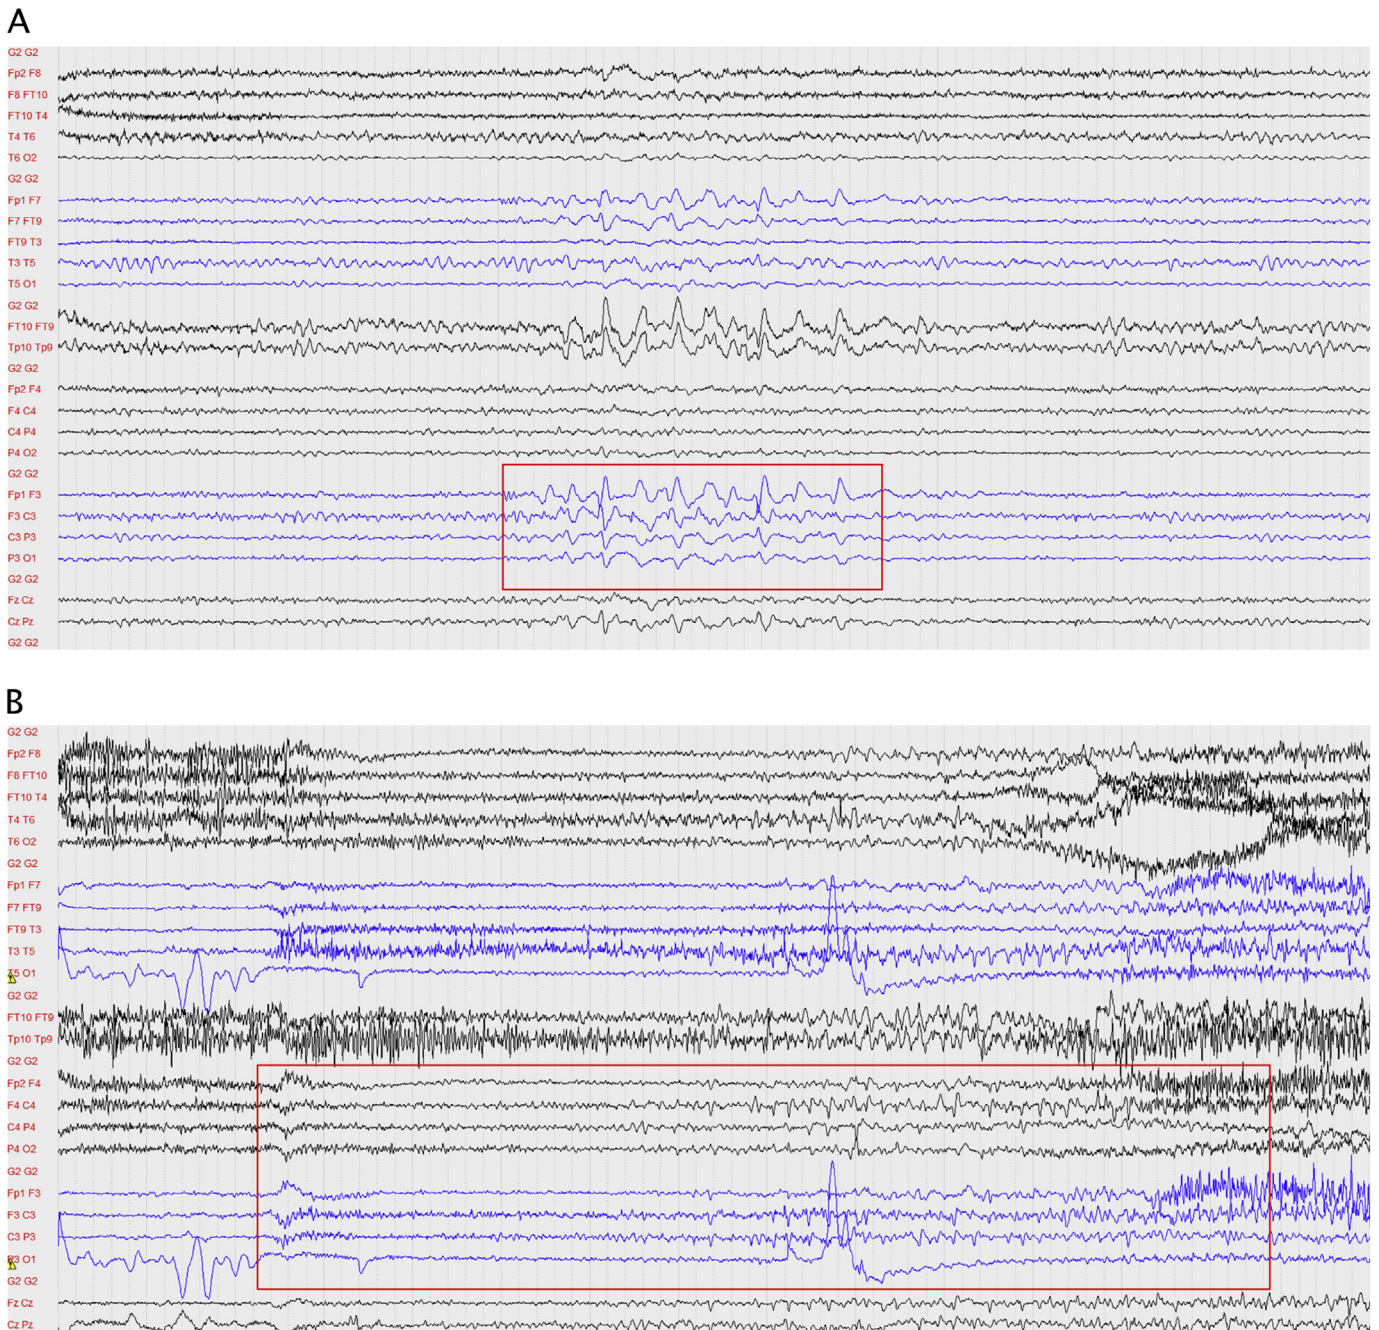 A
G2 G2
Fp2 F8
F8 FT10
FT10 T4
T4 T6
T6 O2
G2 G2
Fp1 F7
F7 FT9
FT9 T3
T3 T5
T5 O1
G2 G2
FT10 FT9
Tp10 Tp9
G2 G2
Fp2 F4
F4 C4
C4 P4
P4 O2
G2 G2
Fp1 F3
F3 C3
C3 P3
P3 O1
G2 G2
Fz Cz
Cz Pz
G2 G2
B
G2 G2
Fp2 F8
F8 FT10
FT10 T4
T4 T6
T6 O2
G2 G2
Fp1 F7
F7 FT9
FT9 T3
T3 T5
T5 O1
G2 G2
FT10 FT9
Tp10 Tp9
G2 G2
Fp2 F4
F4 C4
C4 P4
P4 O2
G2 G2
Fp1 F3
F3 C3
C3 P3
P3 O1
G2 G2
Fz Cz
Cz Pz